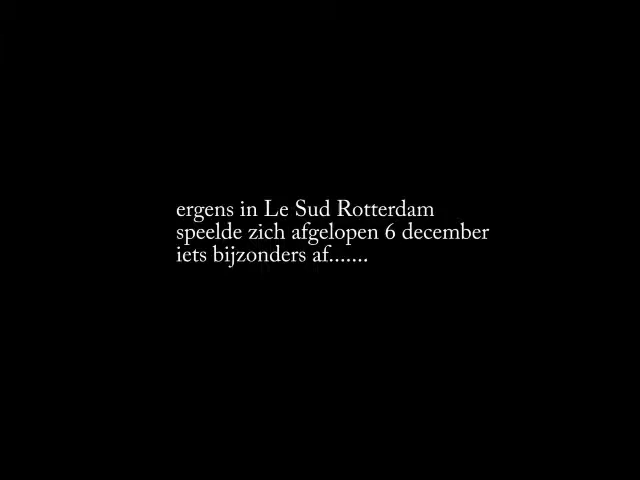 ergens in Le Sud Rotterdam
speelde zich afgelopen 6 december
iets bijzonders af.......